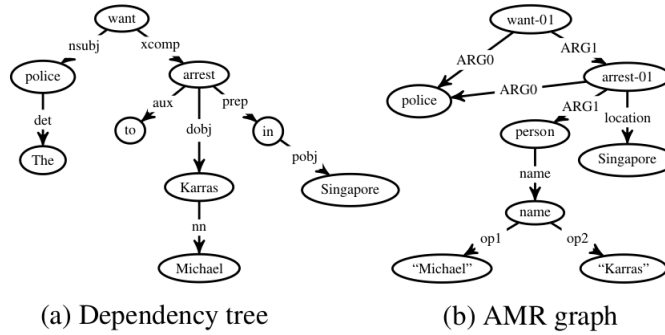 want
nsubj
xcomp
police
arrest
det
aux
dobj
prep
The
to
in
pobj
Karras
Singapore
nn
Michael
(a) Dependency tree
want-01
ARG0
ARG1
arrest-01
ARG0
police
ARG1
location
person
Singapore
name
name
op1
op2
“Michael”
“Karras”
(b) AMR graph